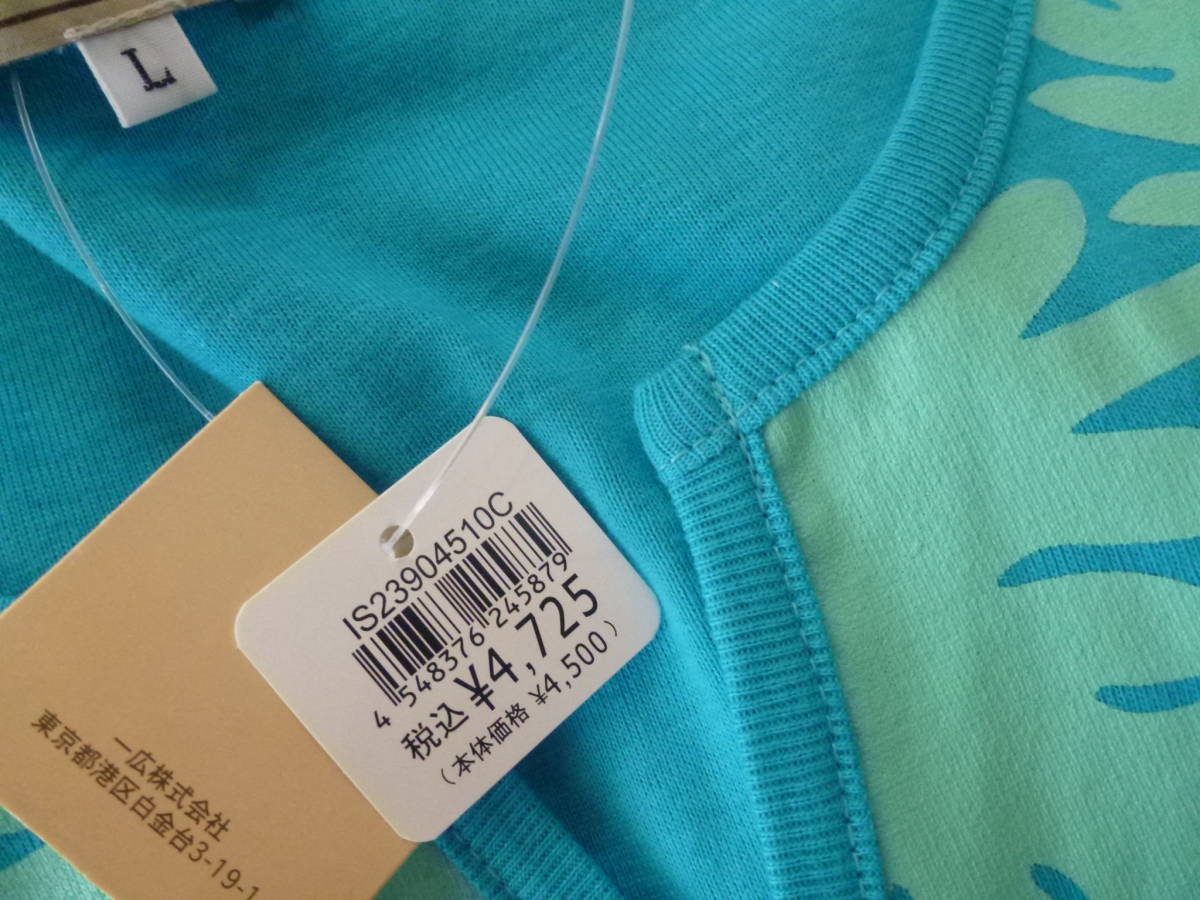 L
IS23904510C
4 548376 245879
税込 ¥4,725
(本体価格 ¥4,500)
一広株式会社
東京都港区白金台3-19-1